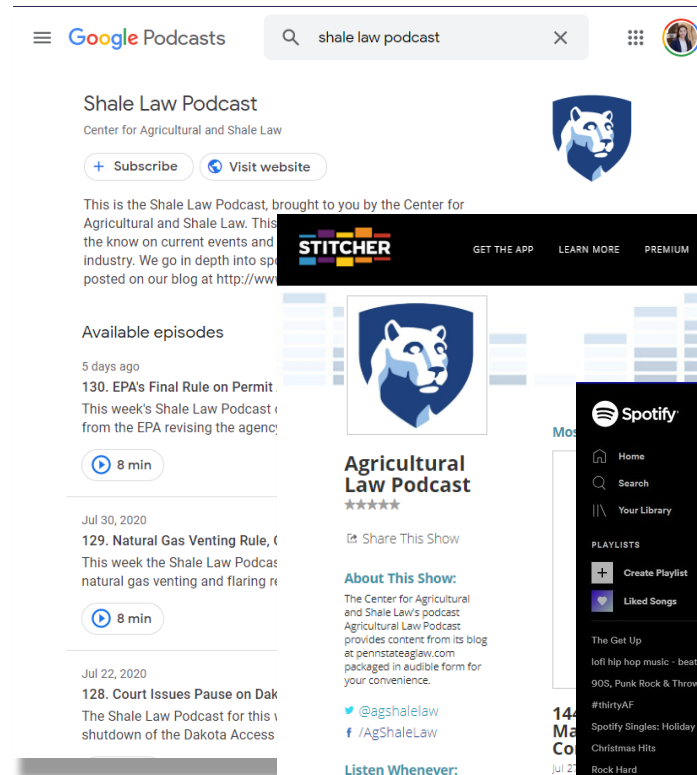 Google Podcasts
shale law podcast
Shale Law Podcast
Center for Agricultural and Shale Law
+ Subscribe
Visit website
This is the Shale Law Podcast, brought to you by the Center for
Agricultural and Shale Law. This
the know on current events and
industry. We go in depth into
posted on our blog at
Available episodes
5 days ago
130. EPA's Final Rule on Permit
This week's Shale Law Podcast
from the EPA revising the agency
8 min
Jul 30, 2020
129. Natural Gas Venting Rule,
This week the Shale Law
natural gas venting and flaring
8 min
Jul 22, 2020
128. Court Issues Pause on
The Shale Law Podcast for this
shutdown of the Dakota Access
STITCHER
GET THE APP
LEARN MORE
PREMIUM
Agricultural
Law Podcast
Share This Show
About This Show:
The Center for Agricultural
and Shale Law's podcast
Agricultural Law Podcast
provides content from its blog
at pennstateaglaw.com
packaged in audible form for
your convenience.
@agshalelaw
/AgShaleLaw
Listen Whenever:
144
Jul
Spotify
Home
Search
Your Library
PLAYLISTS
+ Create Playlist
Liked Songs
The Get Up
lofi hip hop music - beat
90S, Punk Rock & Throw
#thirtyAF
Spotify Singles: Holiday
Christmas Hits
Rock Hard